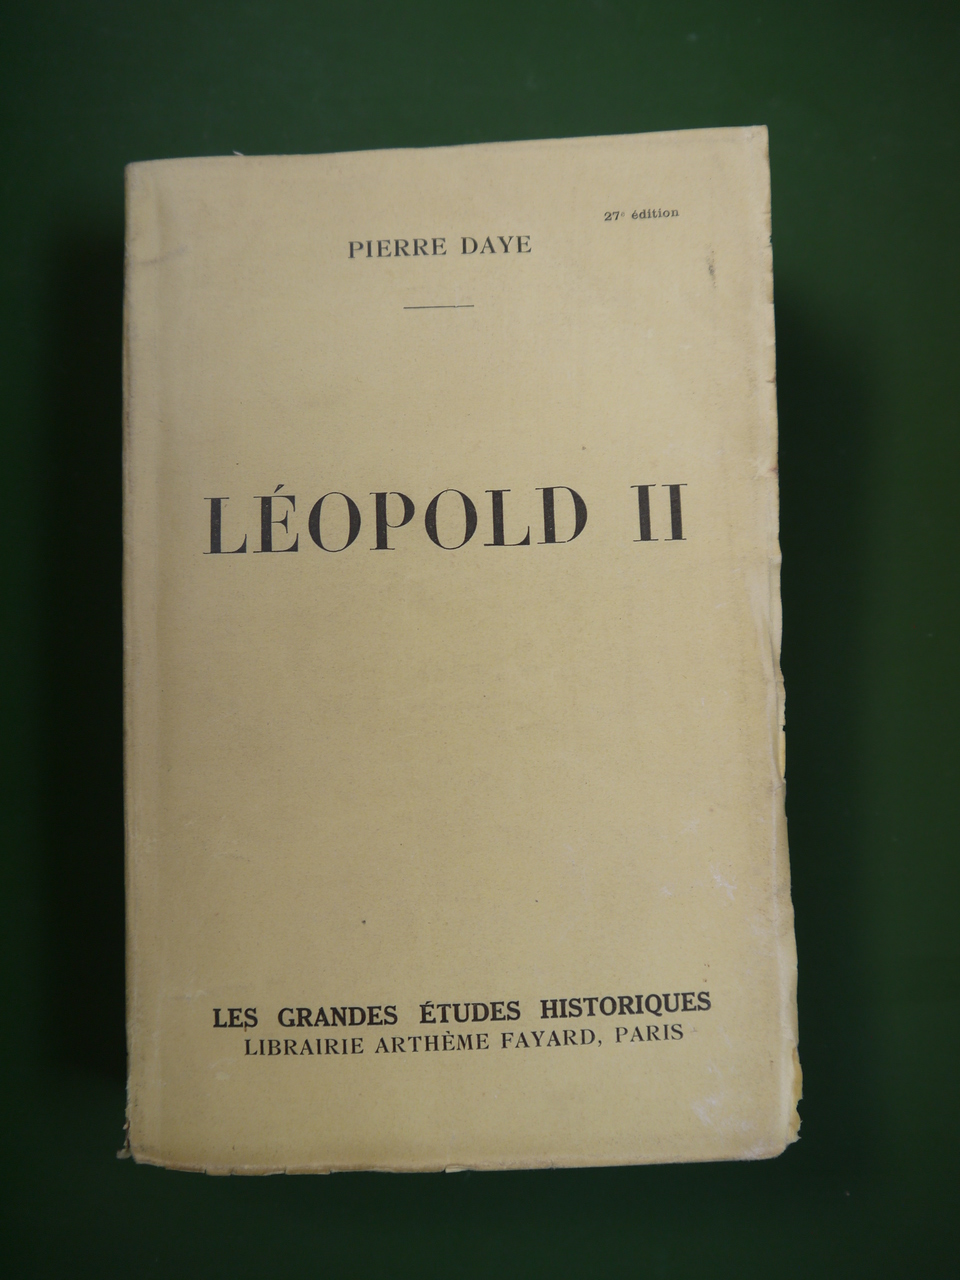 27e édition
PIERRE DAYE
LÉOPOLD II
LES GRANDES ÉTUDES HISTORIQUES
LIBRAIRIE ARTHÈME FAYARD, PARIS